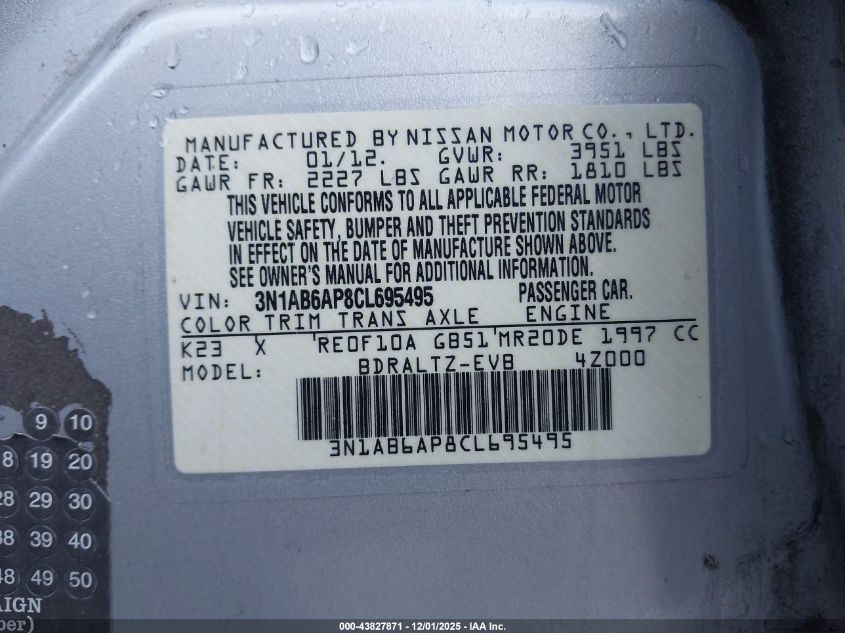 MANUFACTURED BY NISSAN MOTOR CO., LTD.
DATE: 01/12. GVWR: 3951 LBS
GAWR FR: 2227 LBS GAWR RR: 1810 LBS
THIS VEHICLE CONFORMS TO ALL APPLICABLE FEDERAL MOTOR
VEHICLE SAFETY, BUMPER AND THEFT PREVENTION STANDARDS
IN EFFECT ON THE DATE OF MANUFACTURE SHOWN ABOVE.
SEE OWNER'S MANUAL FOR ADDITIONAL INFORMATION.
VIN: 3N1AB6AP8CL695495 PASSENGER CAR.
COLOR TRIM TRANS AXLE ENGINE
K23 X 'RE0F10A GB51'MR20DE 1997 CC
MODEL: BDRALTZ-EVB 4Z000
3N1AB6AP8CL695495
9 10
8 19 20
28 29 30
38 39 40
48 49 50
AIGN
ber)
000-43827871 - 12/01/2025 - IAA Inc.